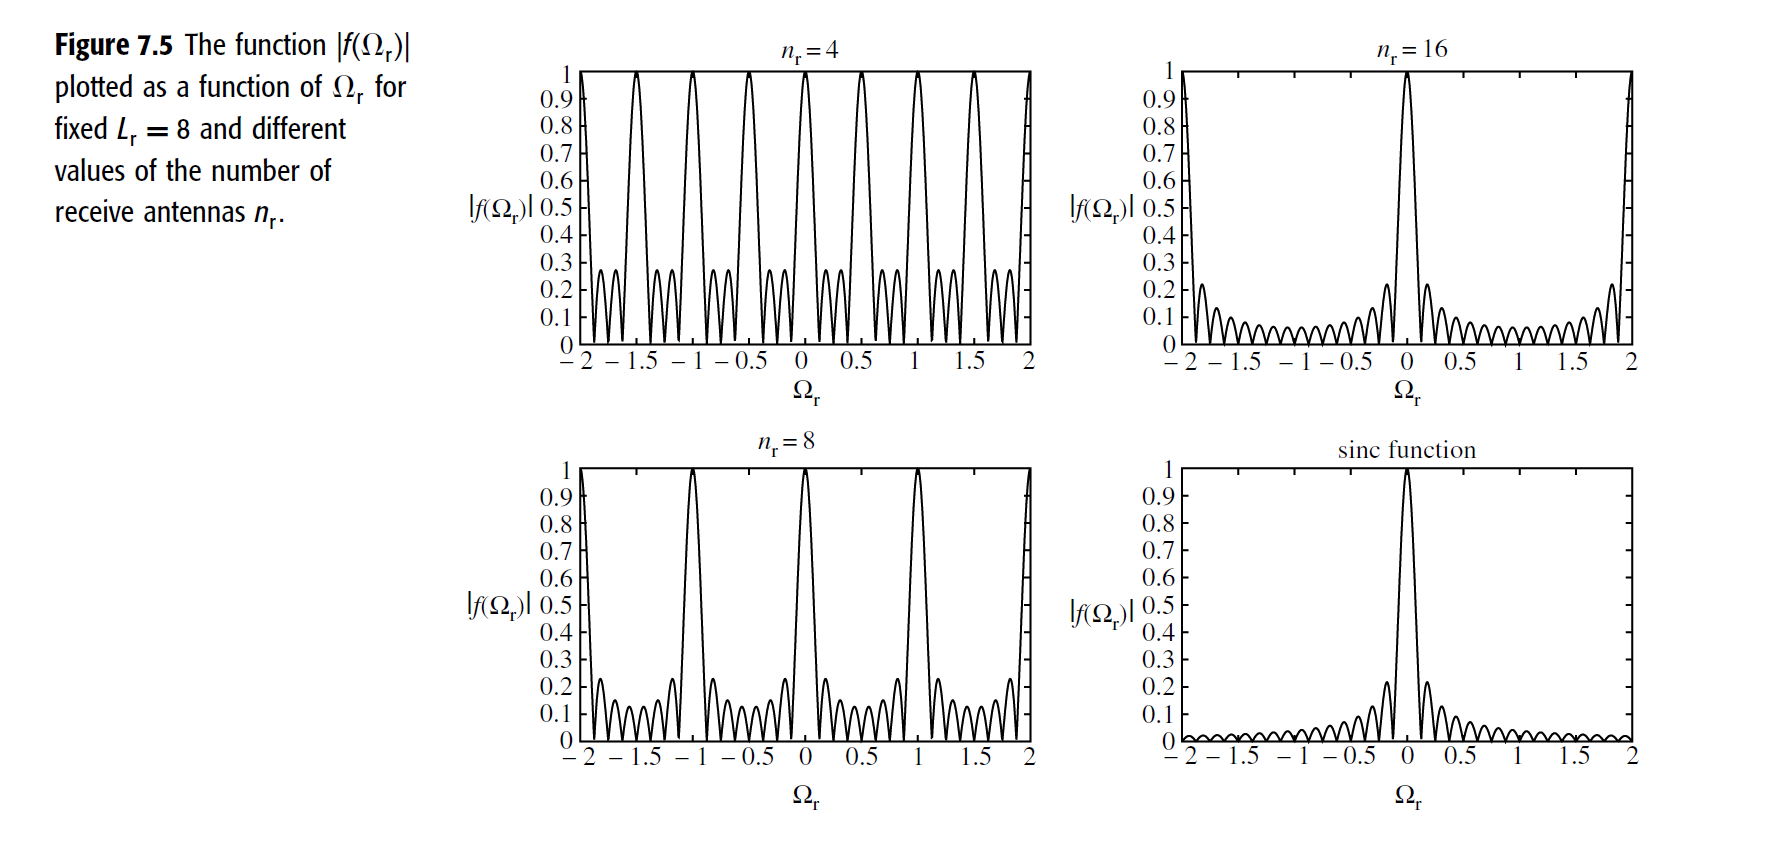 Figure 7.5 The function |f(Ωr)|
plotted as a function of Ωr for
fixed Lr = 8 and different
values of the number of
receive antennas nr.
nr = 4
1
0.9
0.8
0.7
0.6
|f(Ωr)| 0.5
0.4
0.3
0.2
0.1
0
– 2 – 1.5 – 1 – 0.5 0 0.5 1 1.5 2
Ωr
nr = 16
1
0.9
0.8
0.7
0.6
|f(Ωr)| 0.5
0.4
0.3
0.2
0.1
0
– 2 – 1.5 – 1 – 0.5 0 0.5 1 1.5 2
Ωr
nr = 8
1
0.9
0.8
0.7
0.6
|f(Ωr)| 0.5
0.4
0.3
0.2
0.1
0
– 2 – 1.5 – 1 – 0.5 0 0.5 1 1.5 2
Ωr
sinc function
1
0.9
0.8
0.7
0.6
|f(Ωr)| 0.5
0.4
0.3
0.2
0.1
0
– 2 – 1.5 – 1 – 0.5 0 0.5 1 1.5 2
Ωr